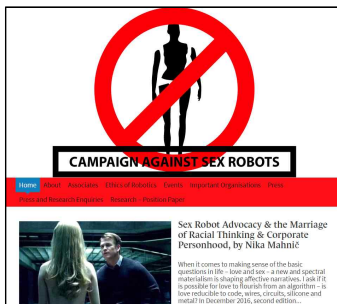 CAMPAIGN AGAINST SEX ROBOTS
Home About Associates Ethics of Robotics Events Important Organisations Press
Press and Research Enquiries Research - Position Paper
Sex Robot Advocacy & the Marriage
of Racial Thinking & Corporate
Personhood, by Nika Mahnič
When it comes to making sense of the basic
questions in life – love and sex – a new and spectral
materialism is shaping affective narratives. I ask if it
is possible for love to flourish from an algorithm – is
love reducible to code, wires, circuits, silicone and
metal? In December 2016, second edition...